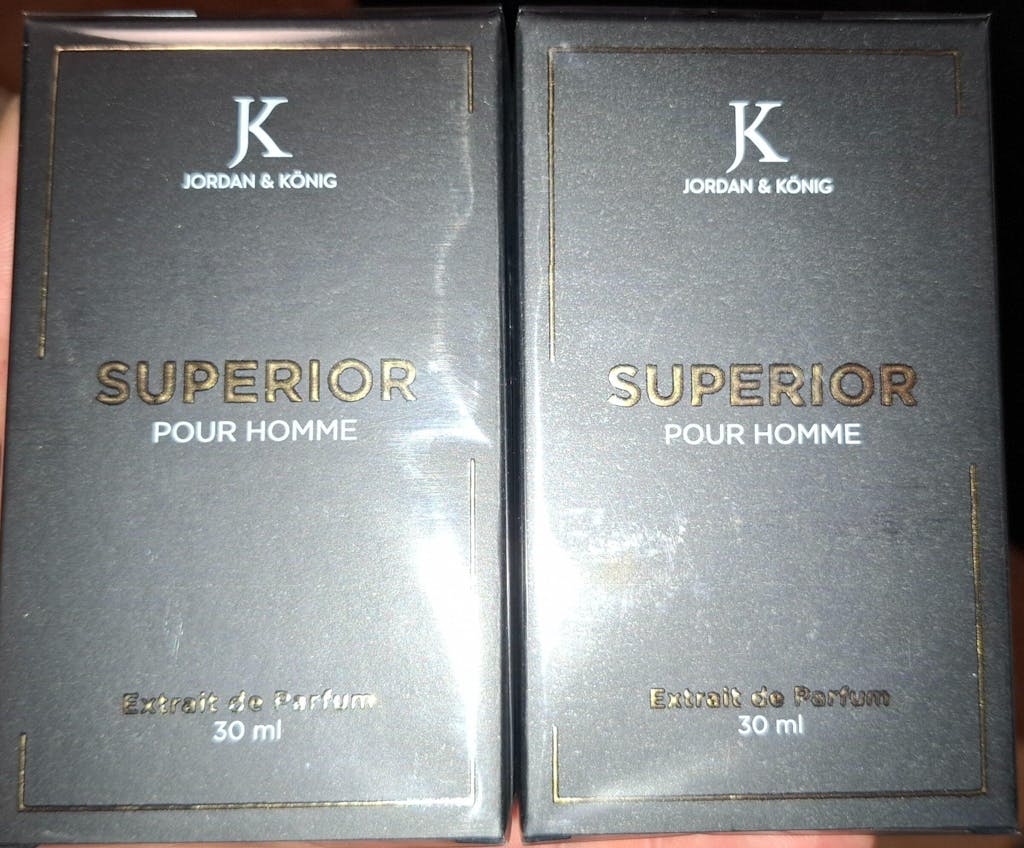 JK
JORDAN & KÖNIG
SUPERIOR
POUR HOMME
Extrait de Parfum
30 ml
JK
JORDAN & KÖNIG
SUPERIOR
POUR HOMME
Extrait de Parfum
30 ml